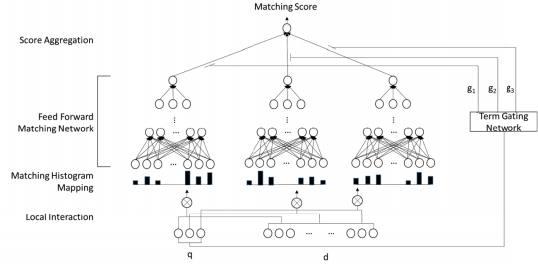 Matching Score
Score Aggregation
g₁ g₂ g₃
Feed Forward
Matching Network
Term Gating
Network
... ... ...
Matching Histogram
Mapping
Local Interaction
... ...
q
d